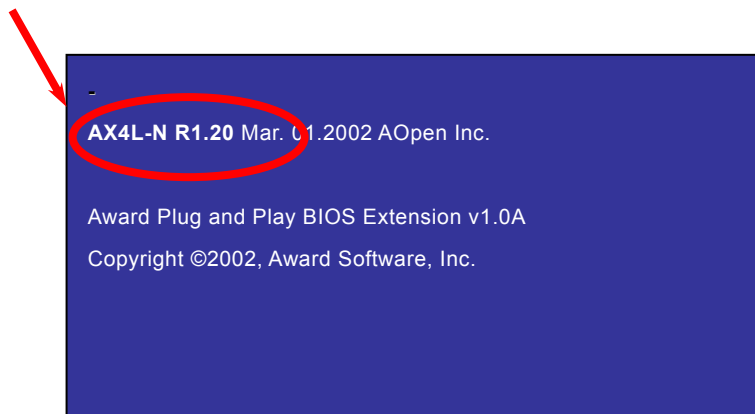 AX4L-N R1.20 Mar. 01.2002 AOpen Inc.
Award Plug and Play BIOS Extension v1.0A
Copyright ©2002, Award Software, Inc.